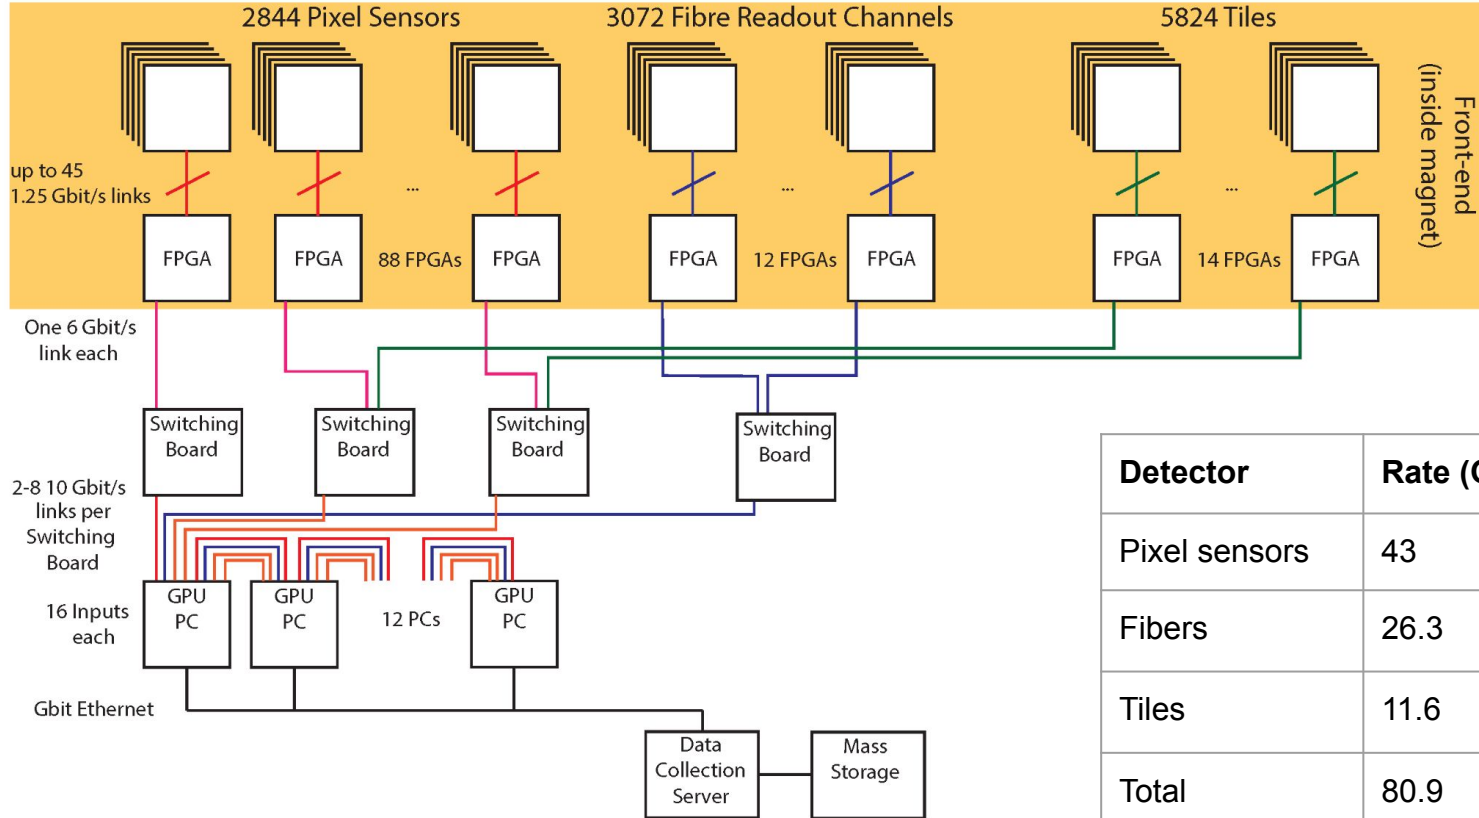 2844 Pixel Sensors
3072 Fibre Readout Channels
5824 Tiles
Front-end
(inside magnet)
up to 45
1.25 Gbit/s links
...
...
...
FPGA
FPGA
88 FPGAs
FPGA
FPGA
12 FPGAs
FPGA
FPGA
14 FPGAs
FPGA
One 6 Gbit/s
link each
Switching
Board
Switching
Board
Switching
Board
Switching
Board
2-8 10 Gbit/s
links per
Switching
Board
16 Inputs
each
GPU
PC
GPU
PC
12 PCs
GPU
PC
Gbit Ethernet
Data
Collection
Server
Mass
Storage
Detector
Rate (
Pixel sensors
43
Fibers
26.3
Tiles
11.6
Total
80.9